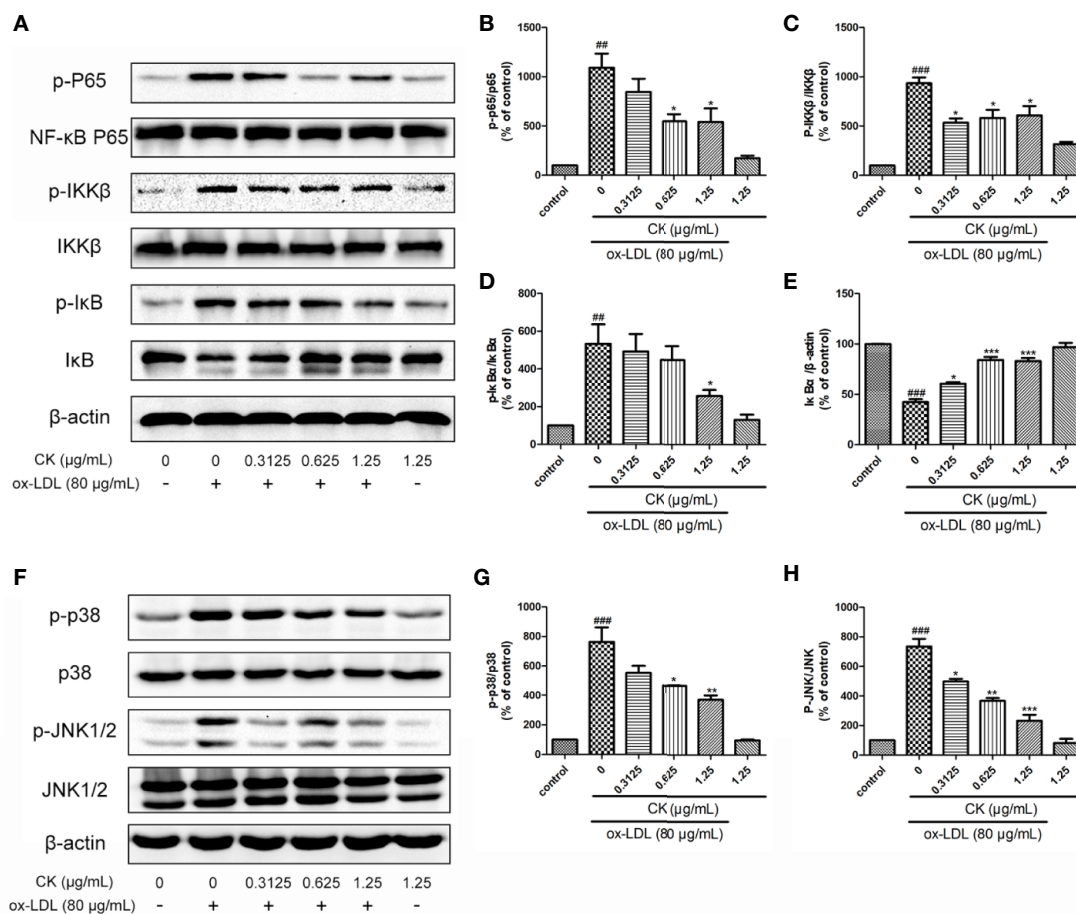 A
p-P65
NF-κB P65
p-IKKβ
IKKβ
p-IκB
IκB
β-actin
CK (μg/mL) 0 0 0.3125 0.625 1.25 1.25
ox-LDL (80 μg/mL) - + + + + -
B
p-p65/p65
(% of control)
1500
1000
500
0
##
*
*
control
0
0.3125
0.625
1.25
1.25
CK (μg/mL)
ox-LDL (80 μg/mL)
C
P-IKKβ/IKKβ
(% of control)
1500
1000
500
0
###
*
*
*
control
0
0.3125
0.625
1.25
1.25
CK (μg/mL)
ox-LDL (80 μg/mL)
D
p-IκBα/IκBα
(% of control)
800
600
400
200
0
##
*
control
0
0.3125
0.625
1.25
1.25
CK (μg/mL)
ox-LDL (80 μg/mL)
E
IκBα/β-actin
(% of control)
150
100
50
0
###
*
***
***
control
0
0.3125
0.625
1.25
1.25
CK (μg/mL)
ox-LDL (80 μg/mL)
F
p-p38
p38
p-JNK1/2
JNK1/2
β-actin
CK (μg/mL) 0 0 0.3125 0.625 1.25 1.25
ox-LDL (80 μg/mL) - + + + + -
G
p-p38/p38
(% of control)
1000
800
600
400
200
0
###
*
**
control
0
0.3125
0.625
1.25
1.25
CK (μg/mL)
ox-LDL (80 μg/mL)
H
P-JNK/JNK
(% of control)
1000
800
600
400
200
0
###
*
**
***
control
0
0.3125
0.625
1.25
1.25
CK (μg/mL)
ox-LDL (80 μg/mL)